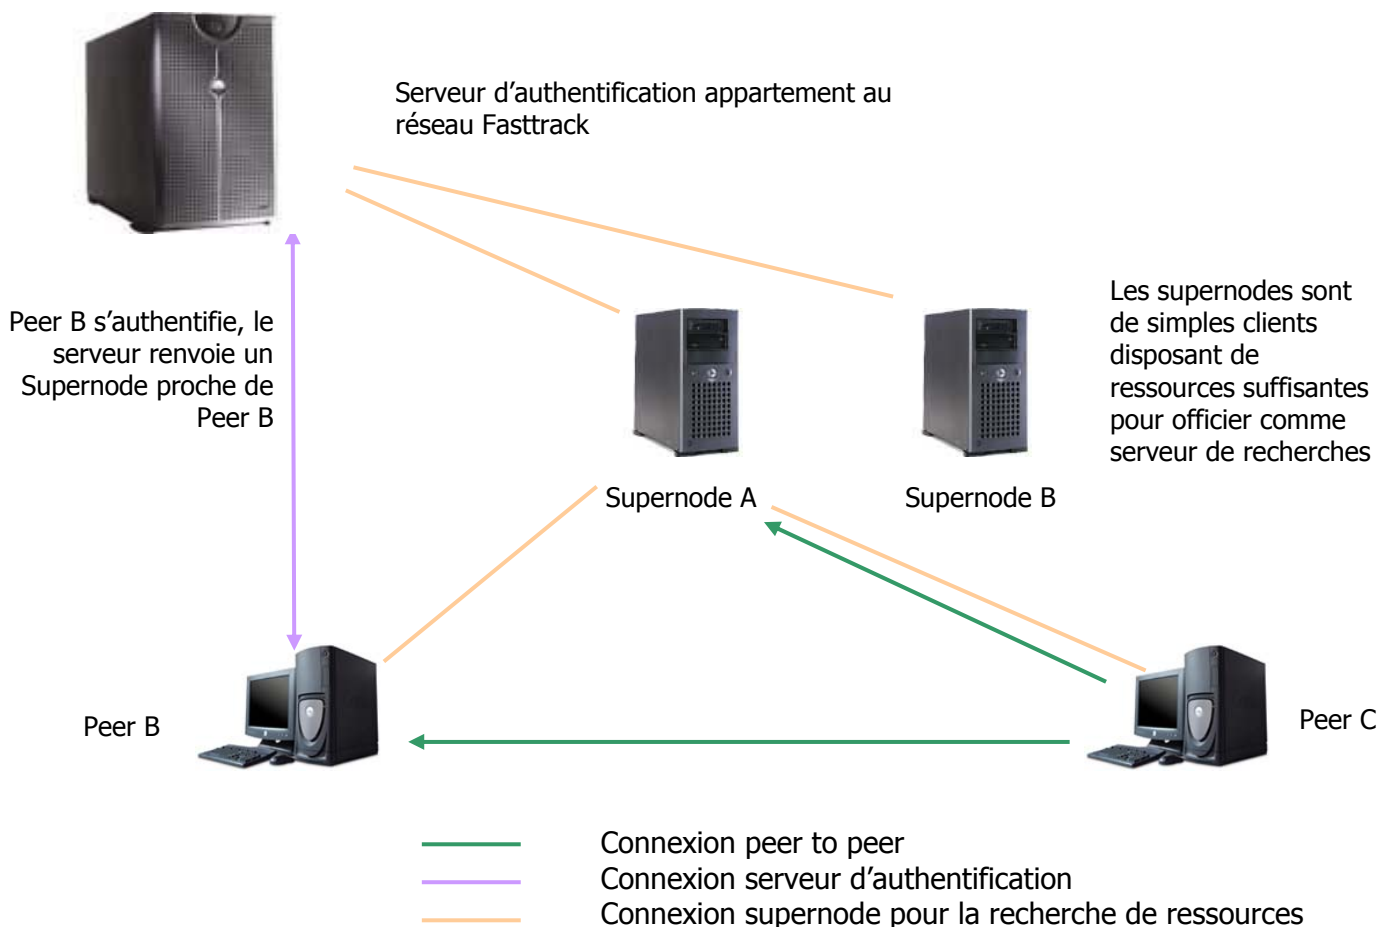 Serveur d’authentification appartement au
réseau Fasttrack
Peer B s’authentifie, le
serveur renvoie un
Supernode proche de
Peer B
Les supernodes sont
de simples clients
disposant de
ressources suffisantes
pour officier comme
serveur de recherches
Supernode A
Supernode B
Peer B
Peer C
Connexion peer to peer
Connexion serveur d’authentification
Connexion supernode pour la recherche de ressources